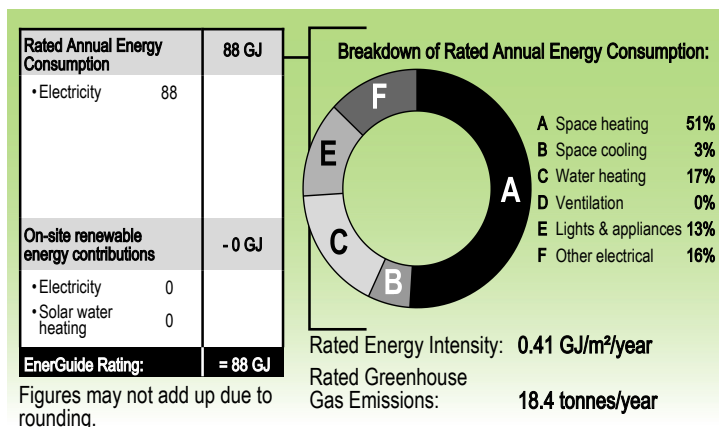 Rated Annual Energy Consumption 88 GJ
• Electricity 88
On-site renewable energy contributions - 0 GJ
• Electricity 0
• Solar water heating 0
EnerGuide Rating: = 88 GJ
Figures may not add up due to
rounding.
Breakdown of Rated Annual Energy Consumption:
F
E
A
C
B
A Space heating 51%
B Space cooling 3%
C Water heating 17%
D Ventilation 0%
E Lights & appliances 13%
F Other electrical 16%
Rated Energy Intensity: 0.41 GJ/m²/year
Rated Greenhouse
Gas Emissions: 18.4 tonnes/year